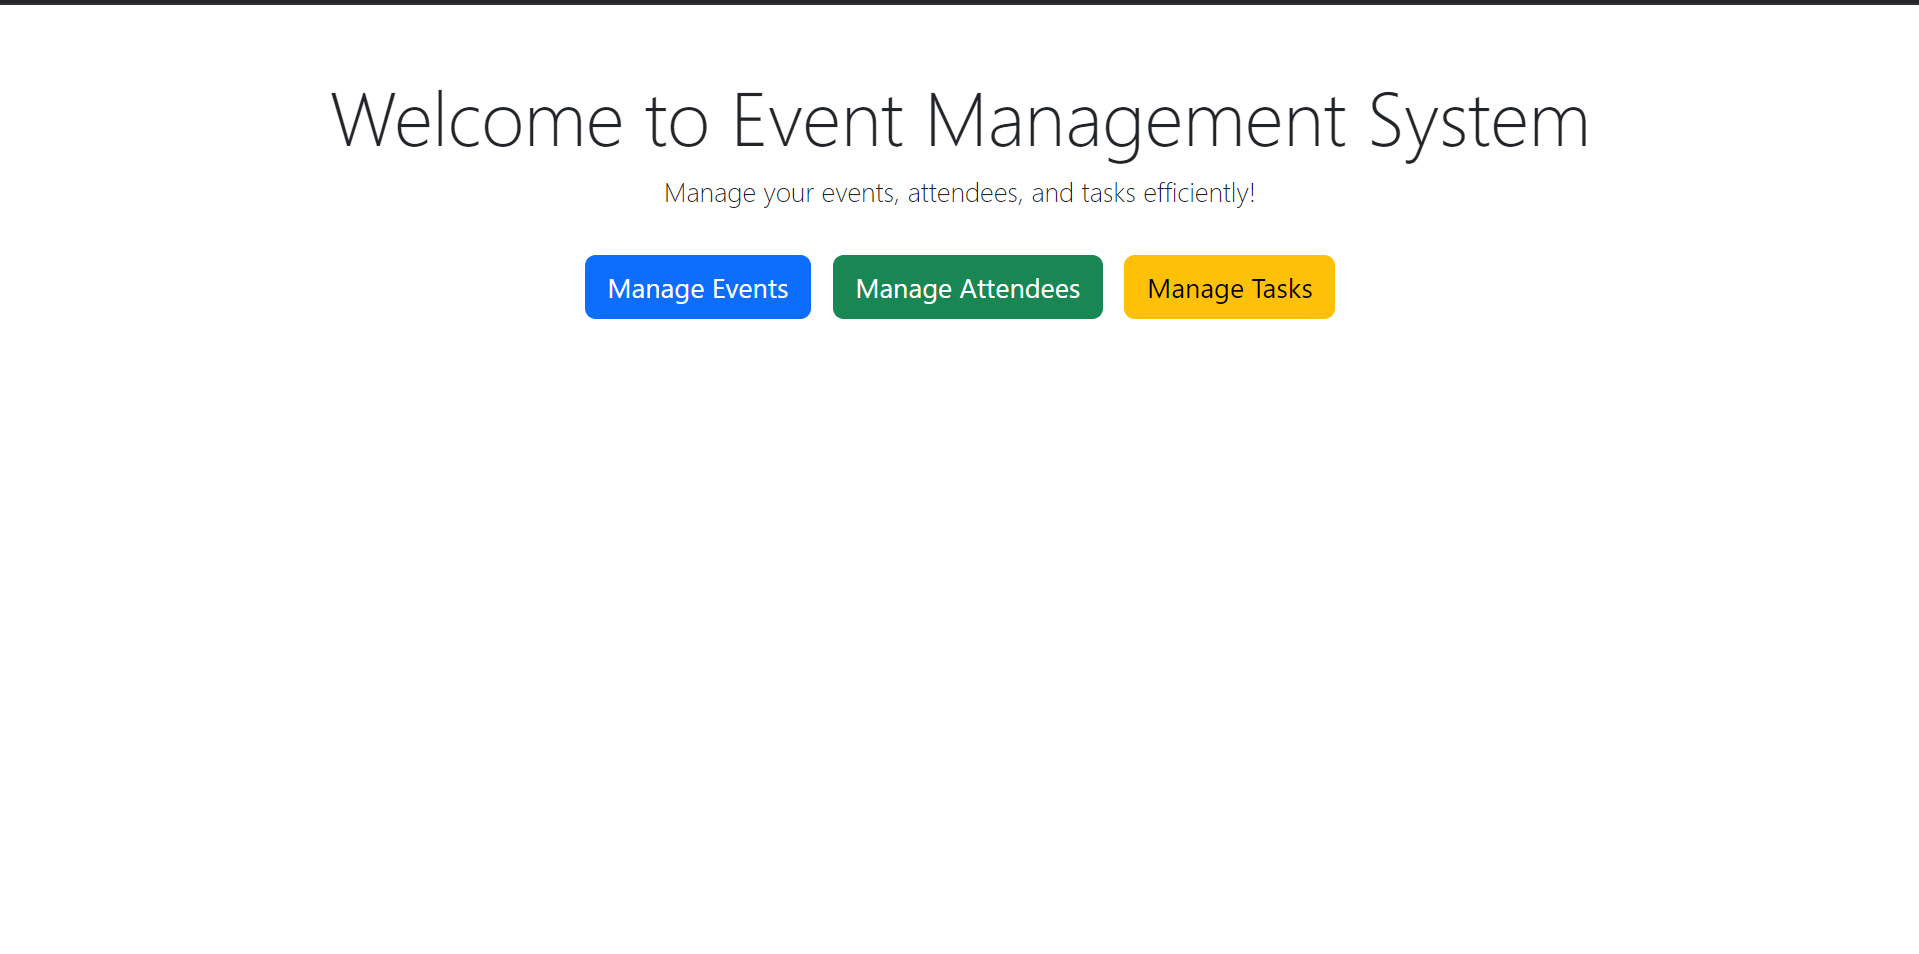 Welcome to Event Management System
Manage your events, attendees, and tasks efficiently!
Manage Events Manage Attendees Manage Tasks